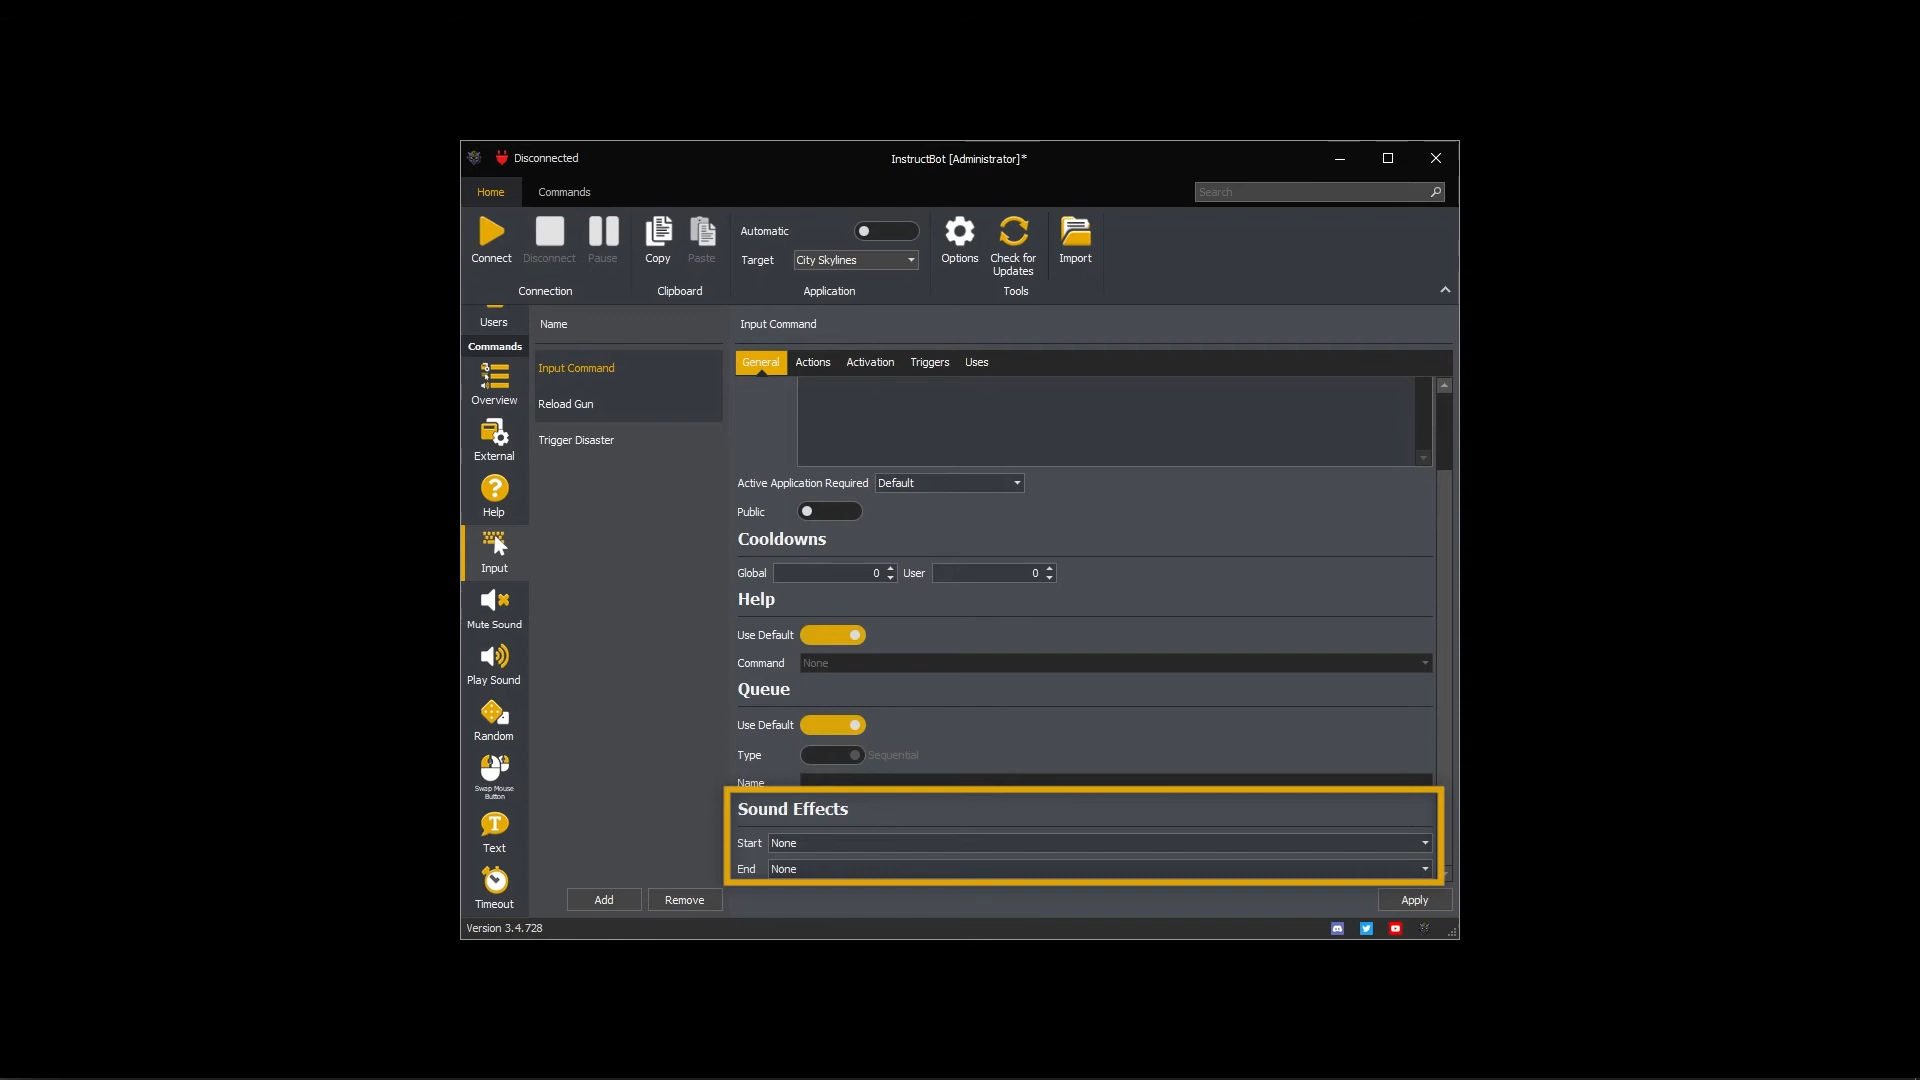 Disconnected
InstructBot [Administrator]*
Home
Commands
Search
Connect
Disconnect
Pause
Connection
Copy
Paste
Clipboard
Automatic
Target
City Skylines
Application
Options
Check for
Updates
Import
Tools
Users
Commands
Overview
External
Help
Input
Mute Sound
Play Sound
Random
Swap Mouse
Button
Text
Timeout
Name
Input Command
Reload Gun
Trigger Disaster
Add
Remove
Input Command
General
Actions
Activation
Triggers
Uses
Active Application Required
Default
Public
Cooldowns
Global
0
User
0
Help
Use Default
Command
None
Queue
Use Default
Type
Sequential
Name
Sound Effects
Start
None
End
None
Apply
Version 3.4.728